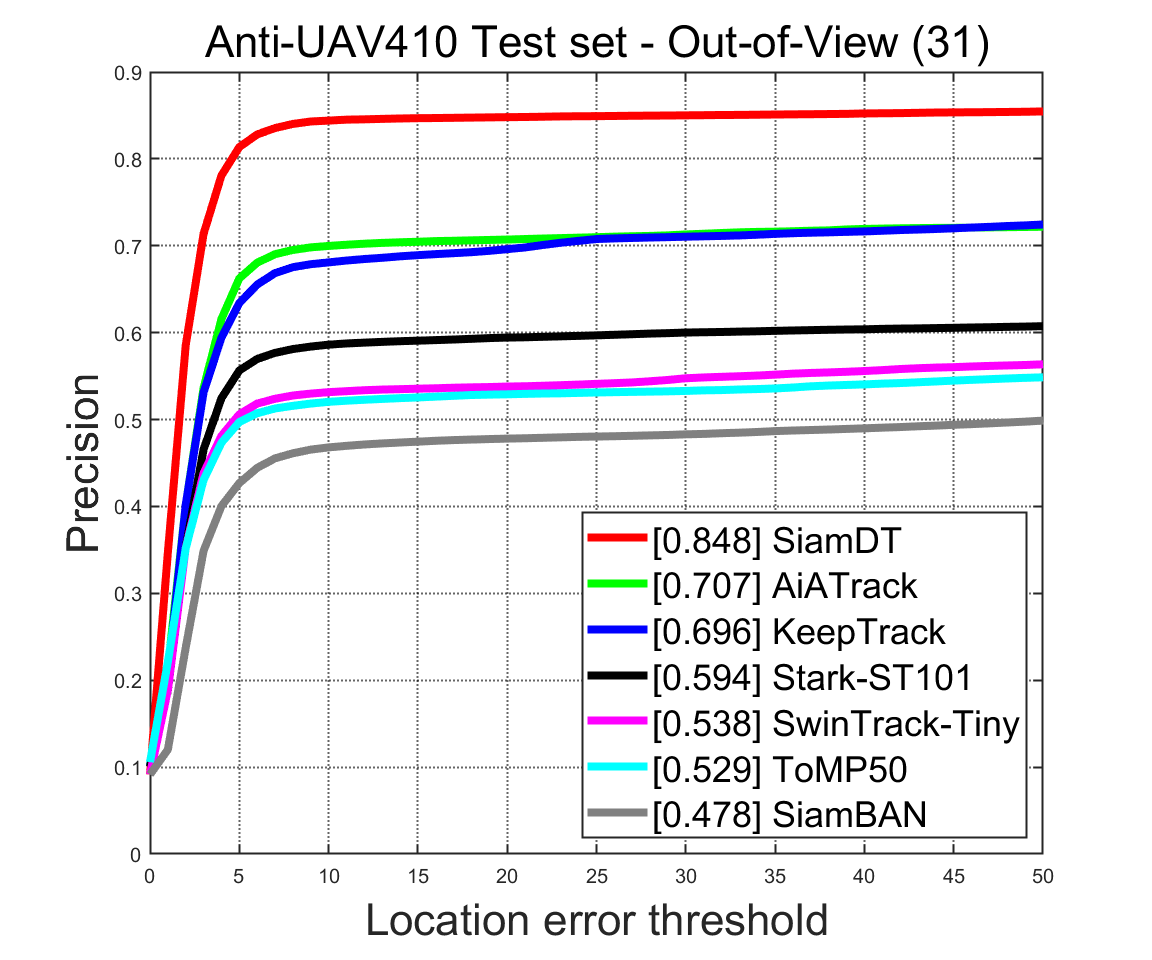 Anti-UAV410 Test set - Out-of-View (31)
0.9
0.8
0.7
0.6
0.5
0.4
0.3
0.2
0.1
0
Precision
[0.848] SiamDT
[0.707] AiATrack
[0.696] KeepTrack
[0.594] Stark-ST101
[0.538] SwinTrack-Tiny
[0.529] ToMP50
[0.478] SiamBAN
0 5 10 15 20 25 30 35 40 45 50
Location error threshold